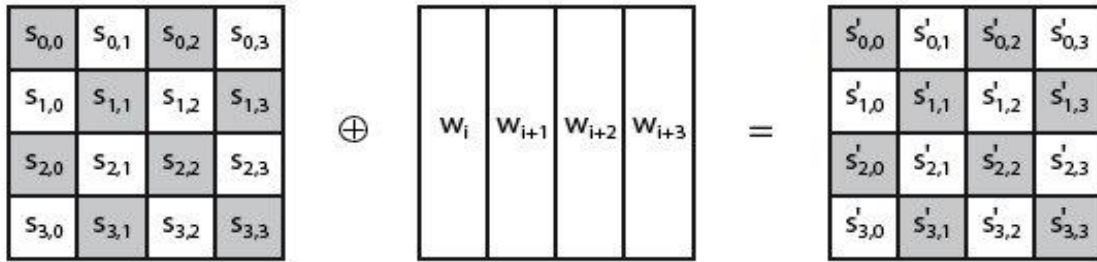 s0,0 s0,1 s0,2 s0,3 s'0,0 s'0,1 s'0,2 s'0,3
s1,0 s1,1 s1,2 s1,3 ⊕ wi wi+1 wi+2 wi+3 = s'1,0 s'1,1 s'1,2 s'1,3
s2,0 s2,1 s2,2 s2,3 s'2,0 s'2,1 s'2,2 s'2,3
s3,0 s3,1 s3,2 s3,3 s'3,0 s'3,1 s'3,2 s'3,3